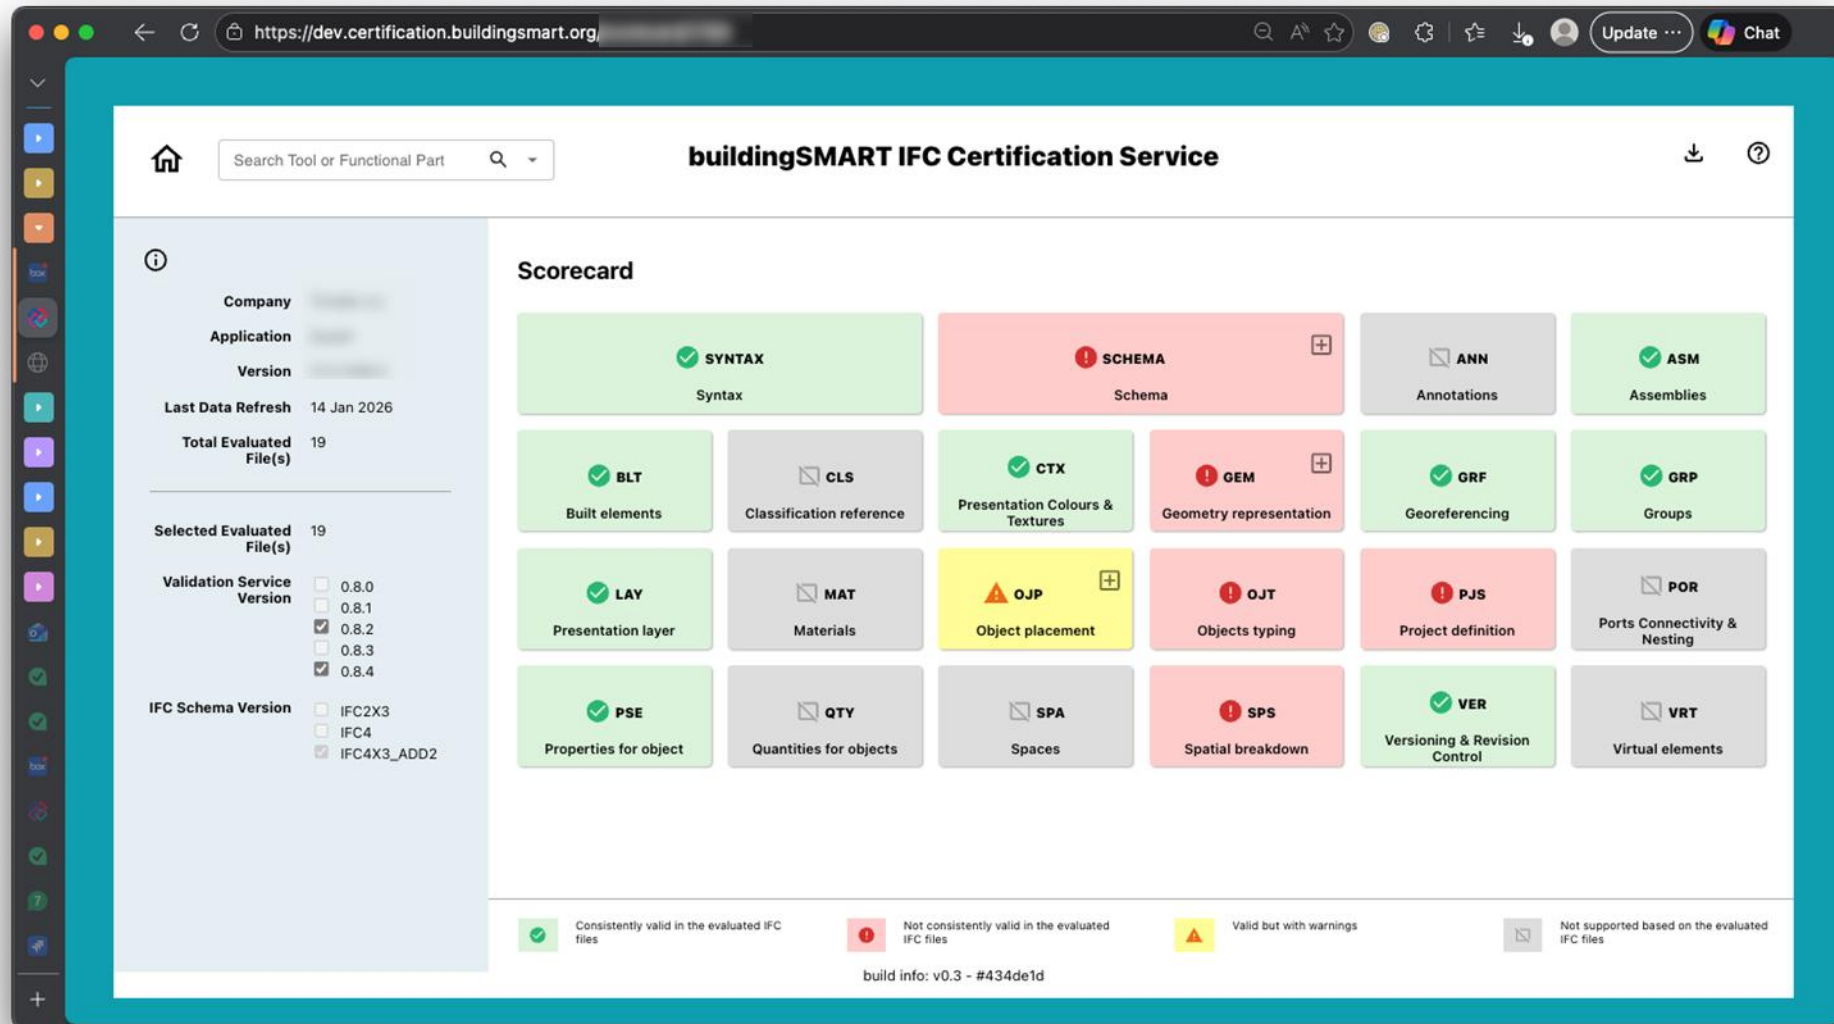 https://dev.certification.buildingsmart.org/
Update
Chat
Search Tool or Functional Part
buildingSMART IFC Certification Service
Company
Application
Version
Last Data Refresh 14 Jan 2026
Total Evaluated 19
File(s)
Selected Evaluated 19
File(s)
Validation Service
Version
0.8.0
0.8.1
0.8.2
0.8.3
0.8.4
IFC Schema Version
IFC2X3
IFC4
IFC4X3_ADD2
Scorecard
SYNTAX
Syntax
SCHEMA
Schema
ANN
Annotations
ASM
Assemblies
BLT
Built elements
CLS
Classification reference
CTX
Presentation Colours &
Textures
GEM
Geometry representation
GRF
Georeferencing
GRP
Groups
LAY
Presentation layer
MAT
Materials
OJP
Object placement
OJT
Objects typing
PJS
Project definition
POR
Ports Connectivity &
Nesting
PSE
Properties for object
QTY
Quantities for objects
SPA
Spaces
SPS
Spatial breakdown
VER
Versioning & Revision
Control
VRT
Virtual elements
Consistently valid in the evaluated IFC
files
Not consistently valid in the evaluated
IFC files
Valid but with warnings
Not supported based on the evaluated
IFC files
build info: v0.3 - #434de1d
box
box
7